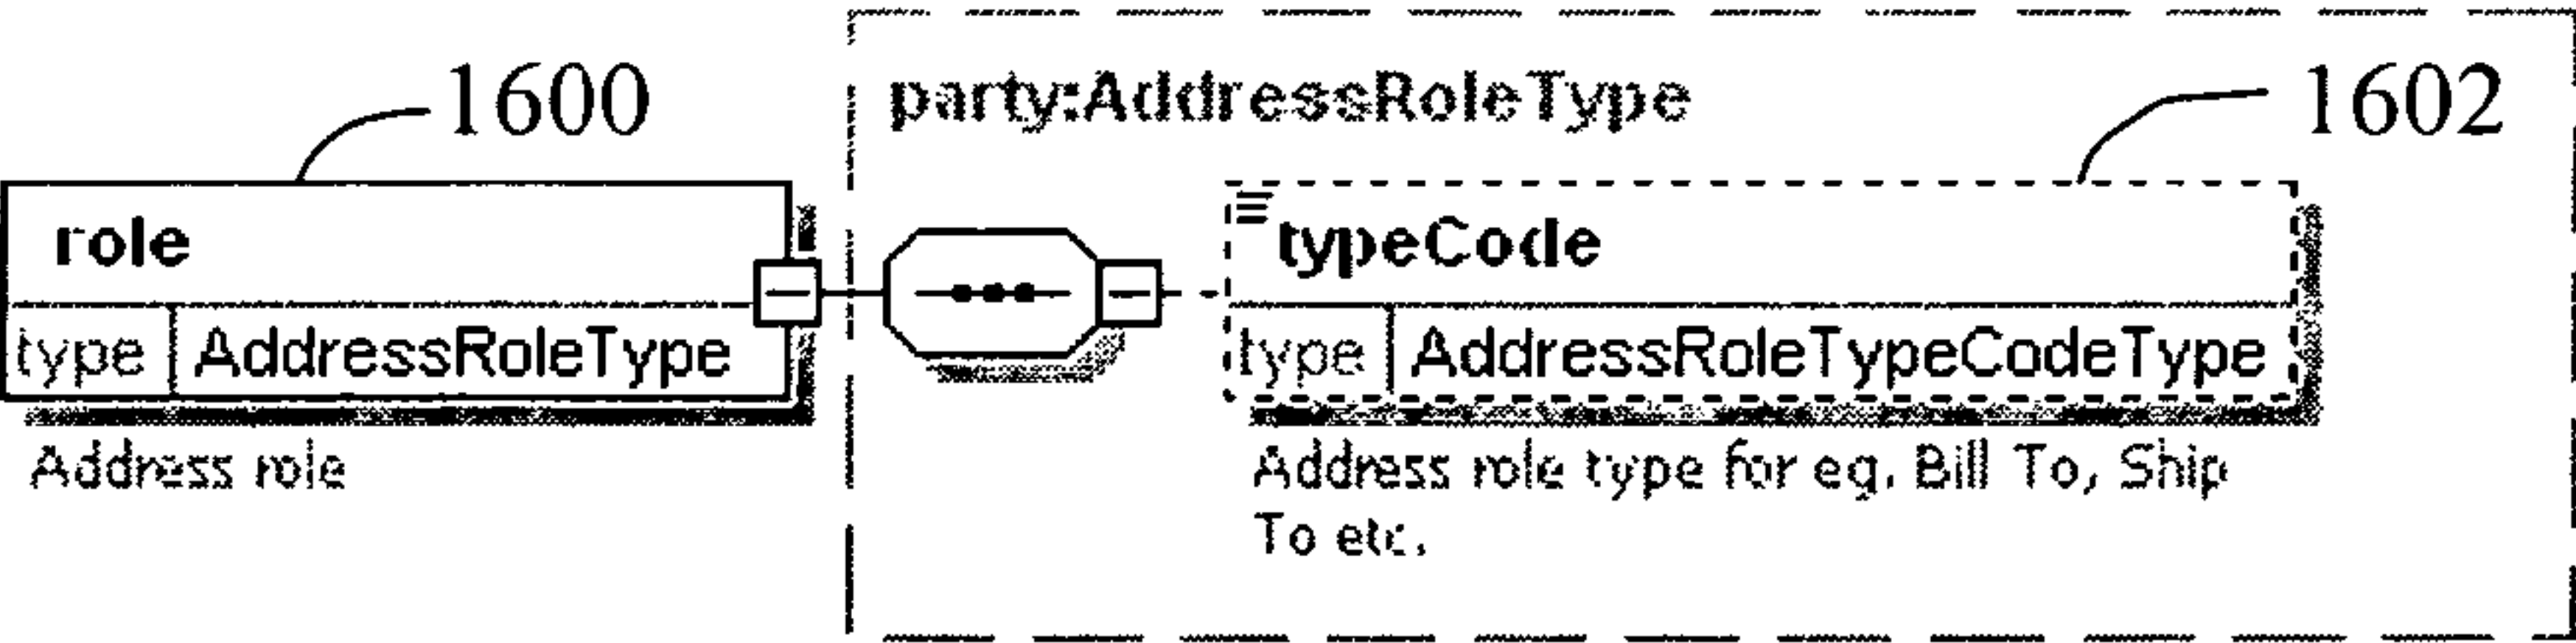 1600
1602
party:AddressRoleType
role
typeCode
type AddressRoleType
type AddressRoleTypeCodeType
Address role
Address role type for eg. Bill To, Ship
To etc.